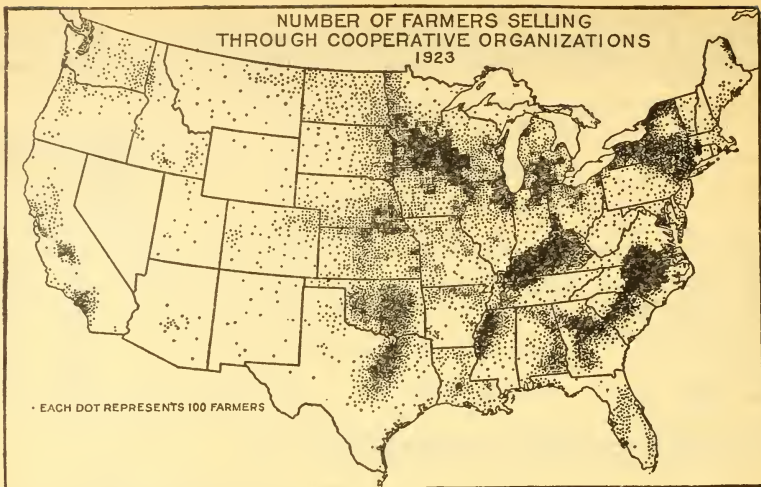 NUMBER OF FARMERS SELLING
THROUGH COOPERATIVE ORGANIZATIONS
1923
• EACH DOT REPRESENTS 100 FARMERS